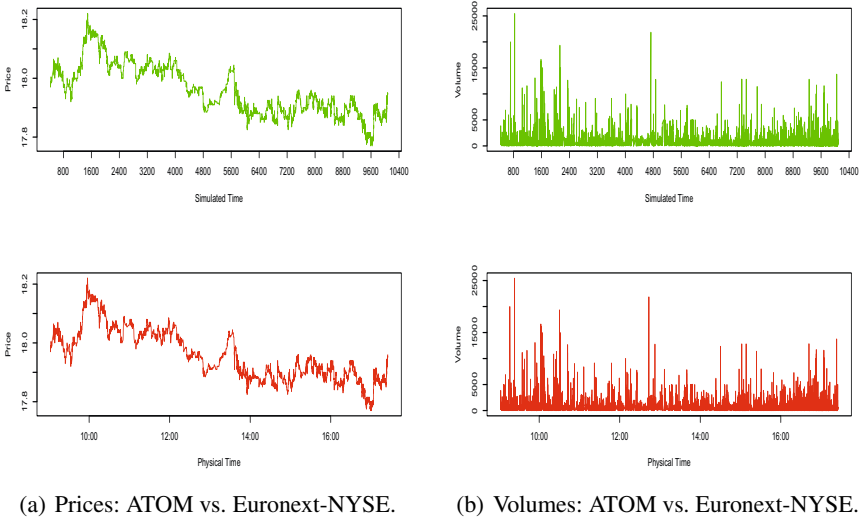 Price
18.2
18.0
17.8
800 1600 2400 3200 4000 4800 5600 6400 7200 8000 8800 9600 10400
Simulated Time
Volume
25000
15000
5000
0
800 1600 2400 3200 4000 4800 5600 6400 7200 8000 8800 9600 10400
Simulated Time
Price
18.2
18.0
17.8
10:00 12:00 14:00 16:00
Physical Time
Volume
25000
15000
5000
0
10:00 12:00 14:00 16:00
Physical Time
(a) Prices: ATOM vs. Euronext-NYSE.
(b) Volumes: ATOM vs. Euronext-NYSE.